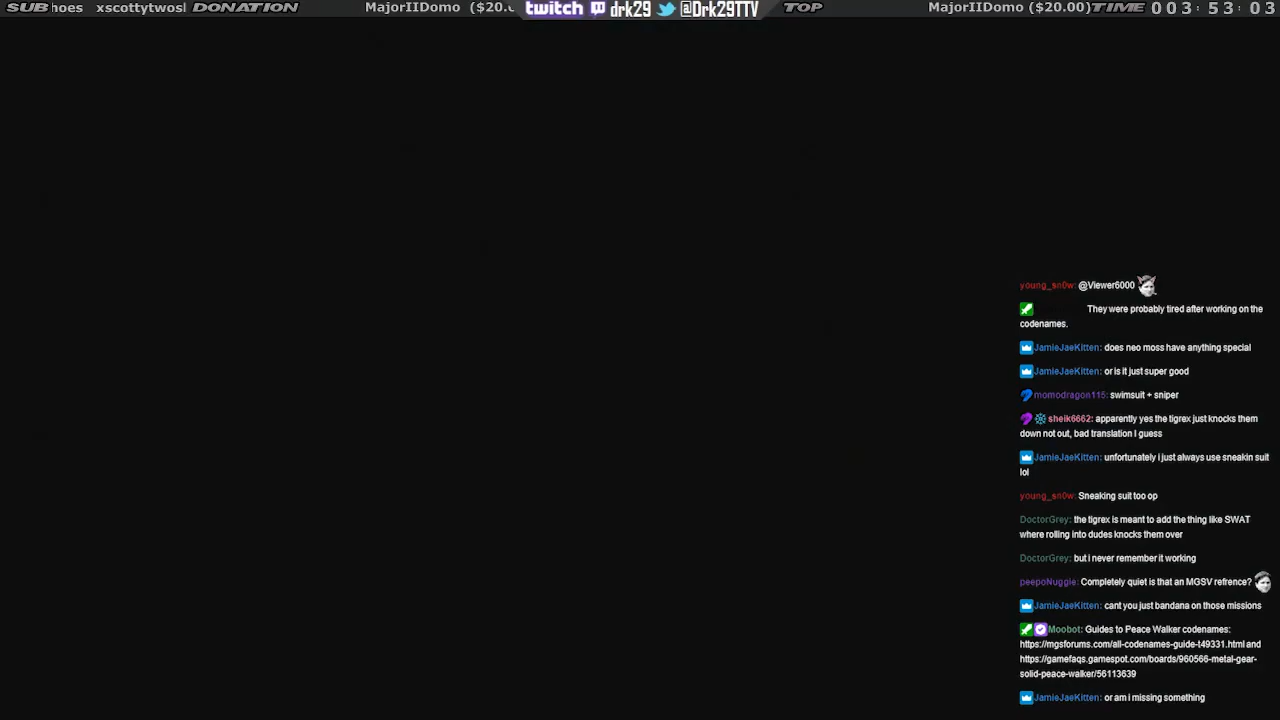 SUB hoes xscottytwosl DONATION MajorIIDomo ($20. twitch drk29 @Drk29TTV TOP MajorIIDomo ($20.00) TIME 003:53:03
young_sn0w: @Viewer6000
They were probably tired after working on the
codenames.
JamieJaeKitten: does neo moss have anything special
JamieJaeKitten: or is it just super good
momodragon115: swimsuit + sniper
sheik6662: apparently yes the tigrex just knocks them
down not out, bad translation I guess
JamieJaeKitten: unfortunately i just always use sneakin suit
lol
young_sn0w: Sneaking suit too op
DoctorGrey: the tigrex is meant to add the thing like SWAT
where rolling into dudes knocks them over
DoctorGrey: but i never remember it working
peepoNuggie: Completely quiet is that an MGSV refrence?
JamieJaeKitten: cant you just bandana on those missions
Moobot: Guides to Peace Walker codenames:
https://mgsforums.com/all-codenames-guide-t49331.html and
https://gamefaqs.gamespot.com/boards/960566-metal-gear-
solid-peace-walker/56113639
JamieJaeKitten: or am i missing something